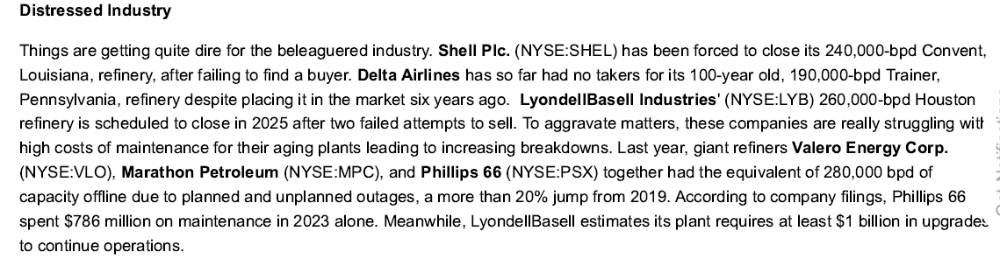 Distressed Industry
Things are getting quite dire for the beleaguered industry. Shell Plc. (NYSE:SHEL) has been forced to close its 240,000-bpd Convent,
Louisiana, refinery, after failing to find a buyer. Delta Airlines has so far had no takers for its 100-year old, 190,000-bpd Trainer,
Pennsylvania, refinery despite placing it in the market six years ago. LyondellBasell Industries' (NYSE:LYB) 260,000-bpd Houston
refinery is scheduled to close in 2025 after two failed attempts to sell. To aggravate matters, these companies are really struggling with
high costs of maintenance for their aging plants leading to increasing breakdowns. Last year, giant refiners Valero Energy Corp.
(NYSE:VLO), Marathon Petroleum (NYSE:MPC), and Phillips 66 (NYSE:PSX) together had the equivalent of 280,000 bpd of
capacity offline due to planned and unplanned outages, a more than 20% jump from 2019. According to company filings, Phillips 66
spent $786 million on maintenance in 2023 alone. Meanwhile, LyondellBasell estimates its plant requires at least $1 billion in upgrades
to continue operations.